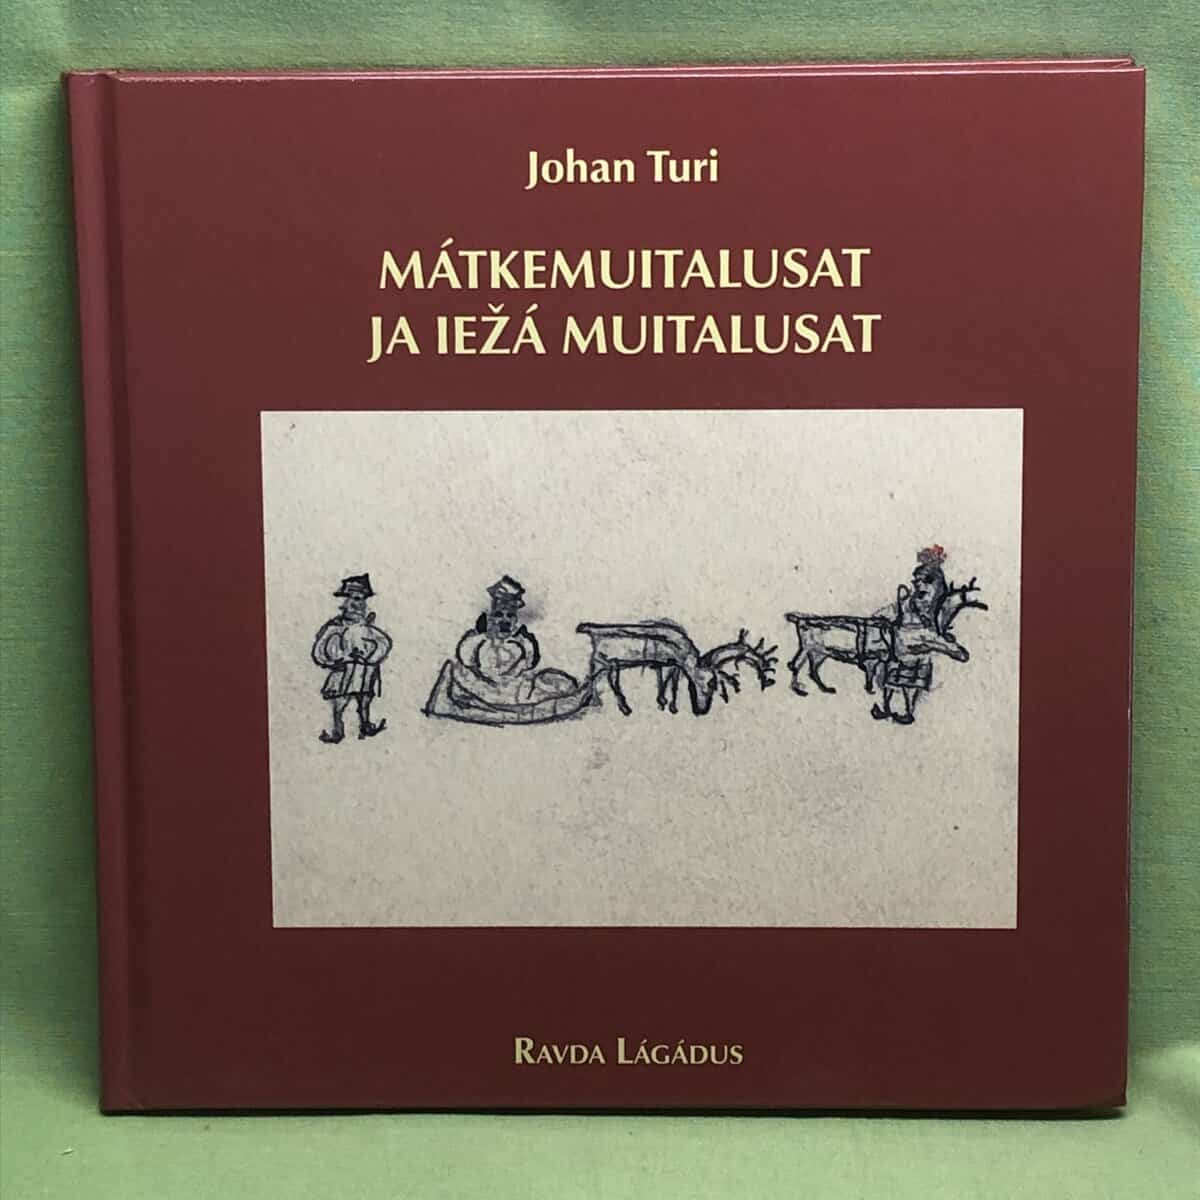 Johan Turi
MÁTKEMUITALUSAT
JA IEŽÁ MUITALUSAT
RAVDA LÁGÁDUS